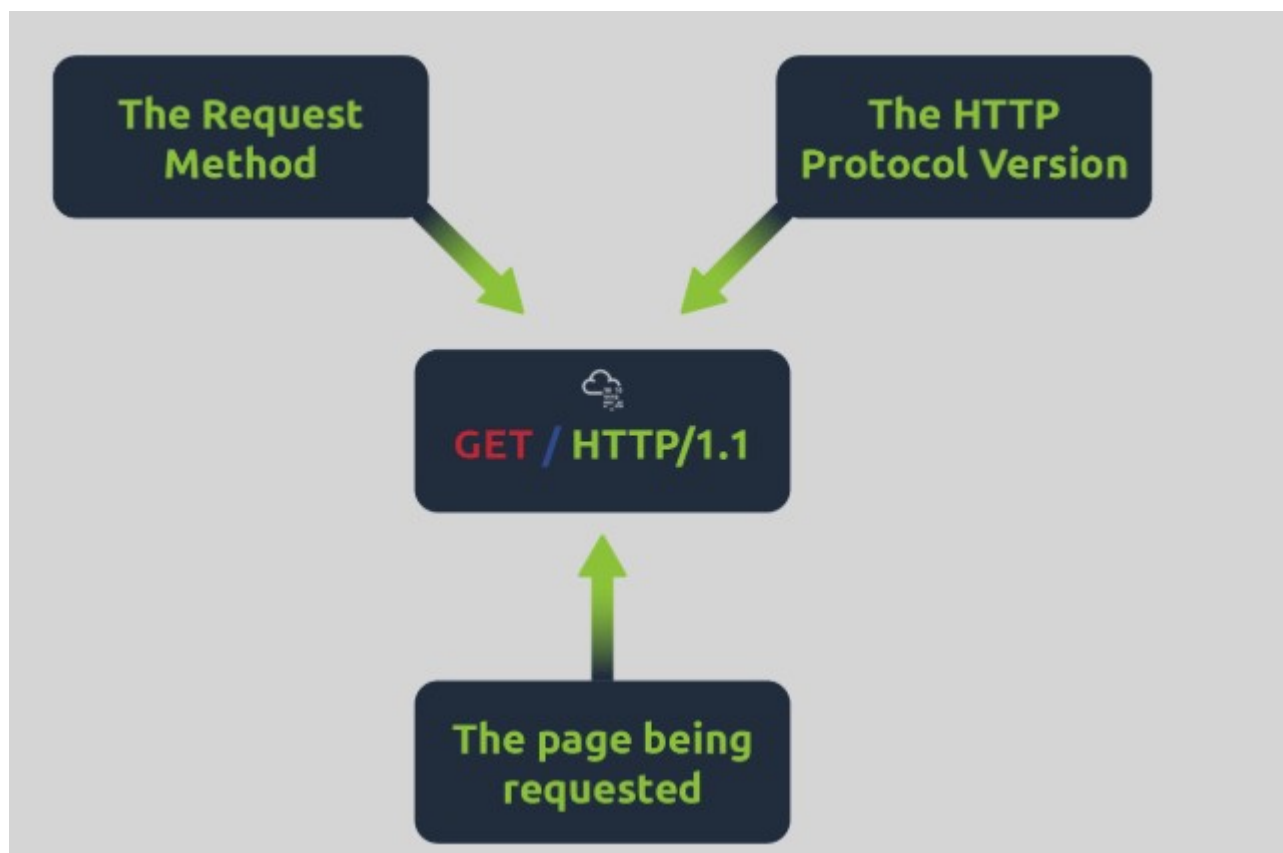 The Request
Method
The HTTP
Protocol Version
GET / HTTP/1.1
The page being
requested